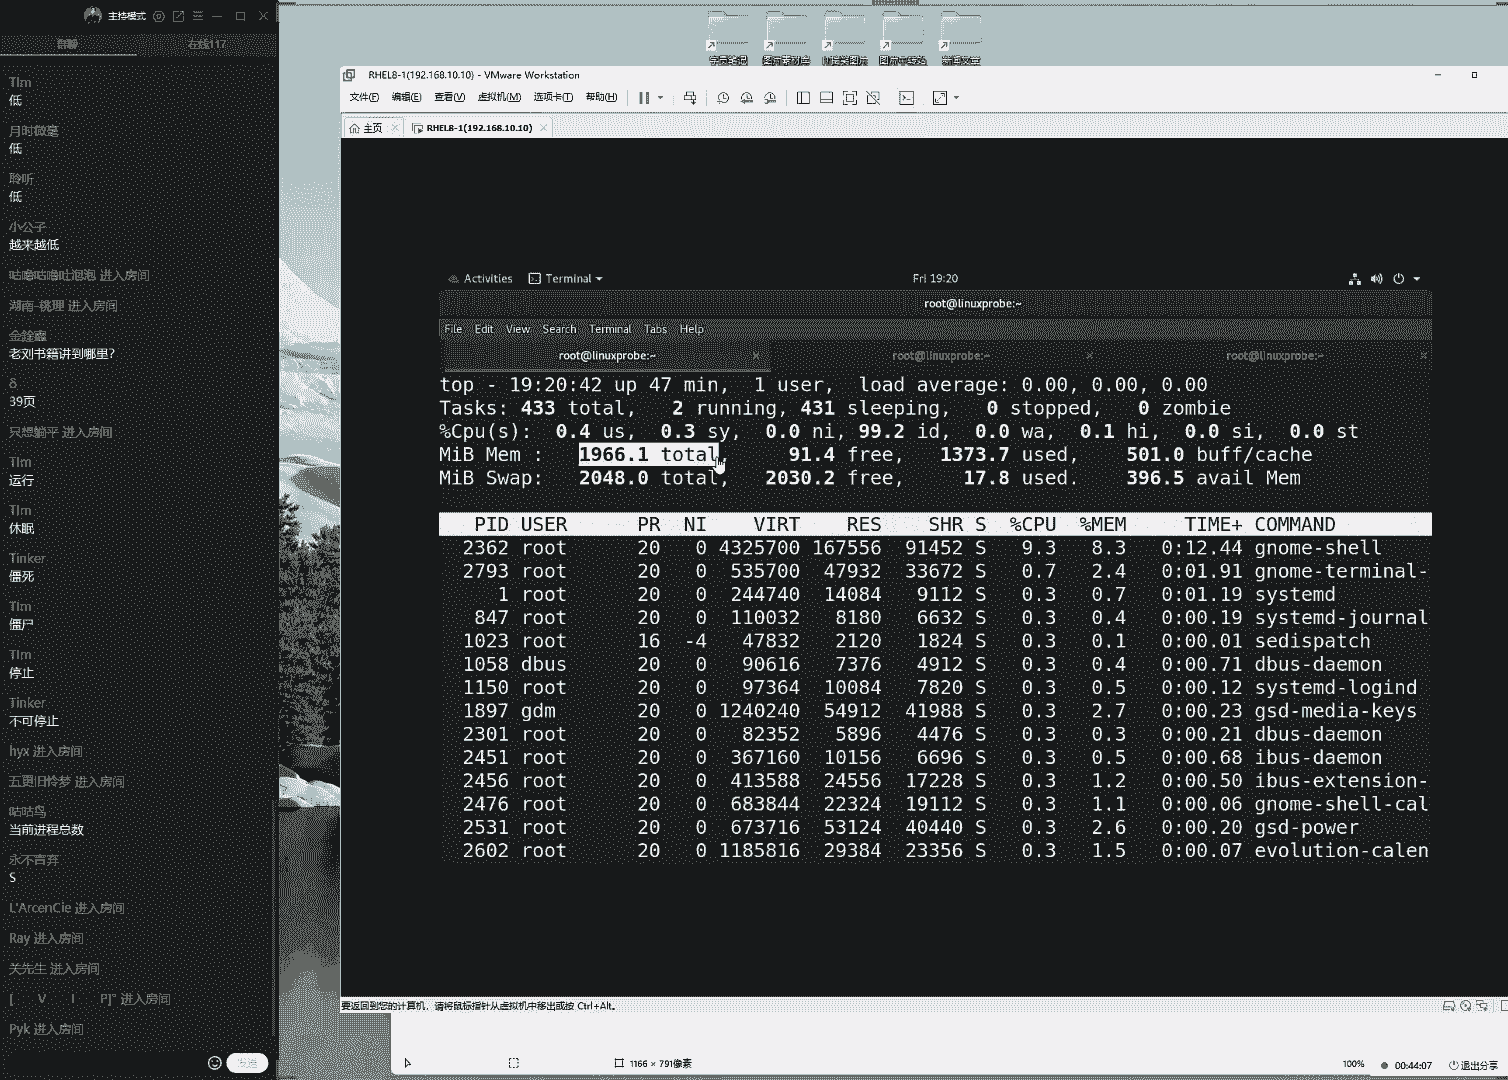 主持模式
群聊
在线117
Tim
低
月时微毫
低
聆听
低
小公子
越来越低
咕噜咕噜吐泡泡 进入房间
湖南-桃理 进入房间
金鍂鑫
老刘书籍讲到哪里?
δ
39页
只想躺平 进入房间
Tim
运行
Tim
休眠
Tinker
僵死
Tim
僵尸
Tim
停止
Tinker
不可停止
hyx 进入房间
五更旧怜梦 进入房间
咕咕鸟
当前进程总数
永不言弃
S
L'ArcenCie 进入房间
Ray 进入房间
关先生 进入房间
[ V I P]° 进入房间
Pyk 进入房间
发送
RHEL8-1(192.168.10.10) - VMware Workstation
文件(F) 编辑(E) 查看(V) 虚拟机(M) 选项卡(T) 帮助(H)
主页 RHEL8-1(192.168.10.10)
Activities Terminal Fri 19:20
root@linuxprobe:~
File Edit View Search Terminal Tabs Help
root@linuxprobe:~ root@linuxprobe:~ root@linuxprobe:~
top - 19:20:42 up 47 min, 1 user, load average: 0.00, 0.00, 0.00
Tasks: 433 total, 2 running, 431 sleeping, 0 stopped, 0 zombie
%Cpu(s): 0.4 us, 0.3 sy, 0.0 ni, 99.2 id, 0.0 wa, 0.1 hi, 0.0 si, 0.0 st
MiB Mem : 1966.1 total, 91.4 free, 1373.7 used, 501.0 buff/cache
MiB Swap: 2048.0 total, 2030.2 free, 17.8 used. 396.5 avail Mem
PID USER PR NI VIRT RES SHR S %CPU %MEM TIME+ COMMAND
2362 root 20 0 4325700 167556 91452 S 9.3 8.3 0:12.44 gnome-shell
2793 root 20 0 535700 47932 33672 S 0.7 2.4 0:01.91 gnome-terminal-
1 root 20 0 244740 14084 9112 S 0.3 0.7 0:01.19 systemd
847 root 20 0 110032 8180 6632 S 0.3 0.4 0:00.19 systemd-journal
1023 root 16 -4 47832 2120 1824 S 0.3 0.1 0:00.01 sedispatch
1058 dbus 20 0 90616 7376 4912 S 0.3 0.4 0:00.71 dbus-daemon
1150 root 20 0 97364 10084 7820 S 0.3 0.5 0:00.12 systemd-logind
1897 gdm 20 0 1240240 54912 41988 S 0.3 2.7 0:00.23 gsd-media-keys
2301 root 20 0 82352 5896 4476 S 0.3 0.3 0:00.21 dbus-daemon
2451 root 20 0 367160 10156 6696 S 0.3 0.5 0:00.68 ibus-daemon
2456 root 20 0 413588 24556 17228 S 0.3 1.2 0:00.50 ibus-extension-
2476 root 20 0 683844 22324 19112 S 0.3 1.1 0:00.06 gnome-shell-cal
2531 root 20 0 673716 53124 40440 S 0.3 2.6 0:00.20 gsd-power
2602 root 20 0 1185816 29384 23356 S 0.3 1.5 0:00.07 evolution-calen
要返回到您的计算机，请将鼠标指针从虚拟机中移出或按 Ctrl+Alt。
1166 × 791像素
100%
00:44:07
退出分享